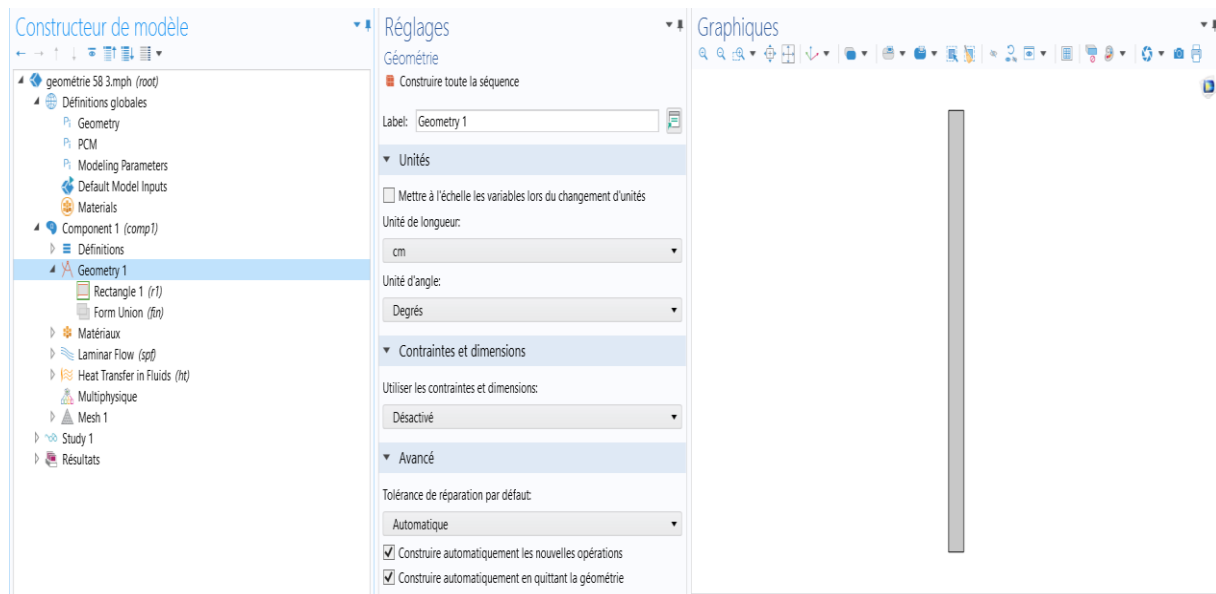 Constructeur de modèle
geométrie 58 3.mph (root)
Définitions globales
Pi Geometry
Pi PCM
Pi Modeling Parameters
Default Model Inputs
Materials
Component 1 (comp1)
Définitions
Geometry 1
Rectangle 1 (r1)
Form Union (fin)
Matériaux
Laminar Flow (spf)
Heat Transfer in Fluids (ht)
Multiphysique
Mesh 1
Study 1
Résultats
Réglages
Géométrie
Construire toute la séquence
Label: Geometry 1
Unités
Mettre à l'échelle les variables lors du changement d'unités
Unité de longueur:
cm
Unité d'angle:
Degrés
Contraintes et dimensions
Utiliser les contraintes et dimensions:
Désactivé
Avancé
Tolérance de réparation par défaut:
Automatique
Construire automatiquement les nouvelles opérations
Construire automatiquement en quittant la géométrie
Graphiques